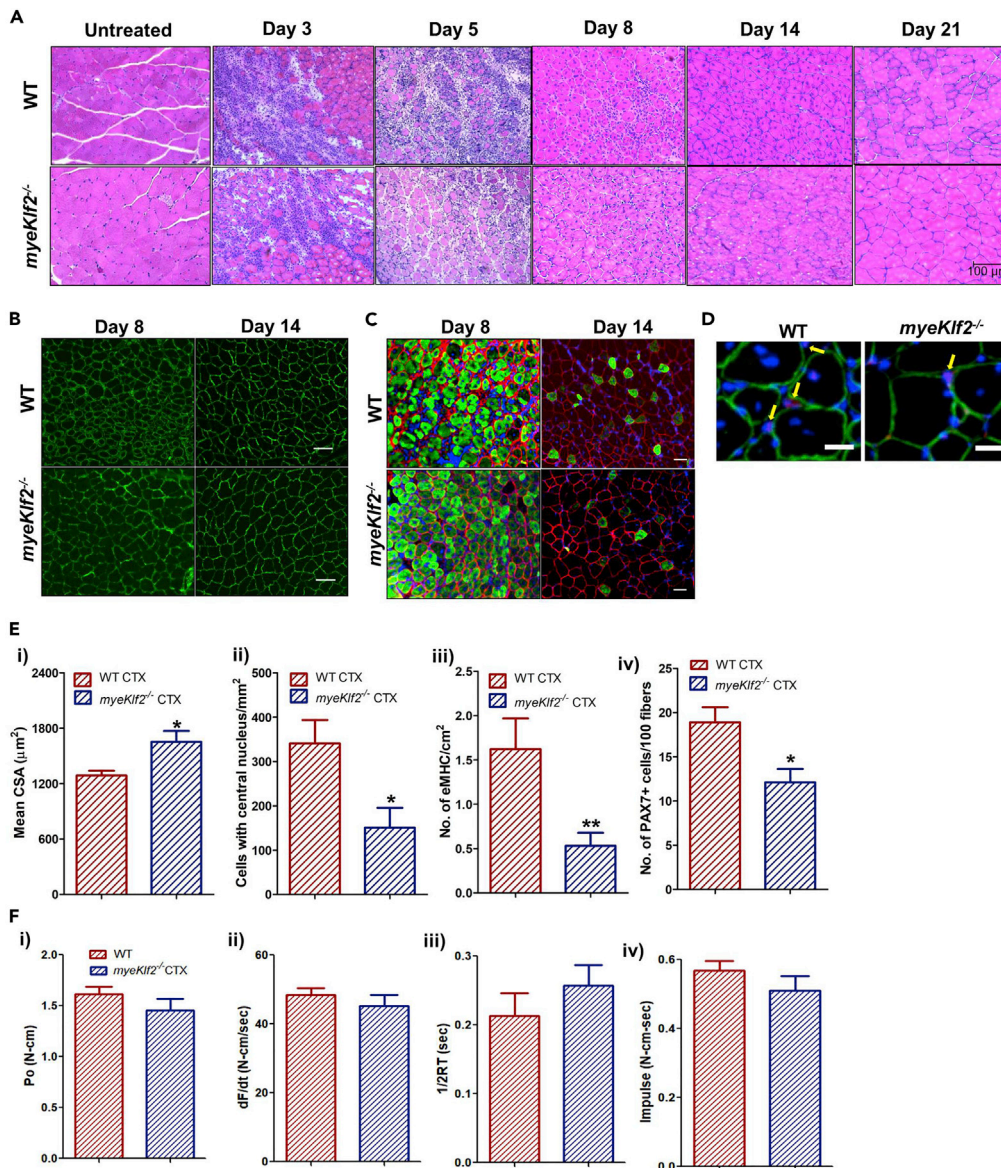 A
Untreated Day 3 Day 5 Day 8 Day 14 Day 21
WT
myeKlf2-/-
100 µm
B
Day 8 Day 14
WT
myeKlf2-/-
C
Day 8 Day 14
WT
myeKlf2-/-
D
WT myeKlf2-/-
E
i)
2400
1800
1200
600
0
Mean CSA (µm²)
WT CTX
myeKlf2-/- CTX
*
ii)
500
400
300
200
100
0
Cells with central nucleus/mm²
WT CTX
myeKlf2-/- CTX
*
iii)
2.5
2.0
1.5
1.0
0.5
0.0
No. of eMHC/cm²
WT CTX
myeKlf2-/- CTX
**
iv)
25
20
15
10
5
0
No. of PAX7+ cells/100 fibers
WT CTX
myeKlf2-/- CTX
*
F
i)
2.0
1.5
1.0
0.5
0.0
Po (N-cm)
WT
myeKlf2-/-CTX
ii)
60
40
20
0
dF/dt (N-cm/sec)
iii)
0.3
0.2
0.1
0.0
1/2RT (sec)
iv)
0.6
0.4
0.2
0.0
Impulse (N-cm-sec)